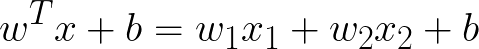 w^T x + b = w_1 x_1 + w_2 x_2 + b